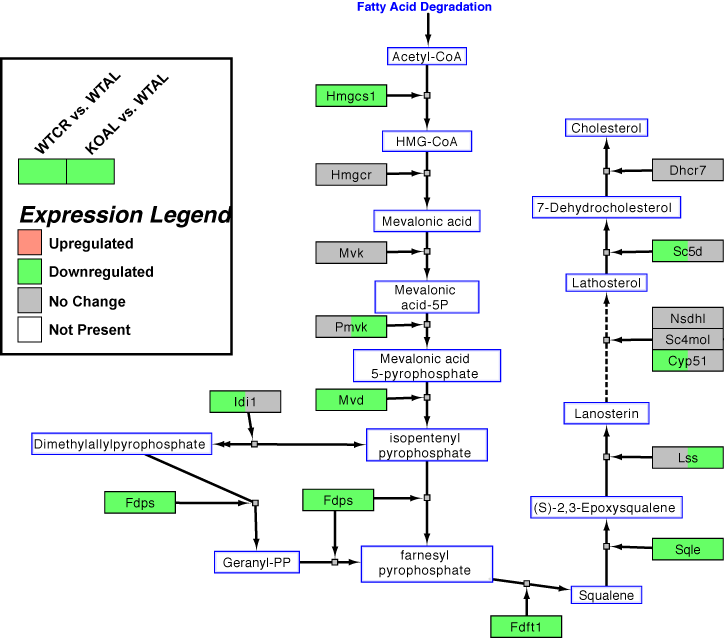 Fatty Acid Degradation
Acetyl-CoA
WTCR vs. WTAL
KOAL vs. WTAL
Expression Legend
Upregulated
Downregulated
No Change
Not Present
Hmgcs1
HMG-CoA
Hmgcr
Mevalonic acid
Mvk
Mevalonic
acid-5P
Pmvk
Mevalonic acid
5-pyrophosphate
Mvd
Idi1
Dimethylallylpyrophosphate
isopentenyl
pyrophosphate
Fdps
Fdps
Geranyl-PP
farnesyl
pyrophosphate
Fdft1
Cholesterol
Dhcr7
7-Dehydrocholesterol
Sc5d
Lathosterol
Nsdhl
Sc4mol
Cyp51
Lanosterin
Lss
(S)-2,3-Epoxysqualene
Sqle
Squalene